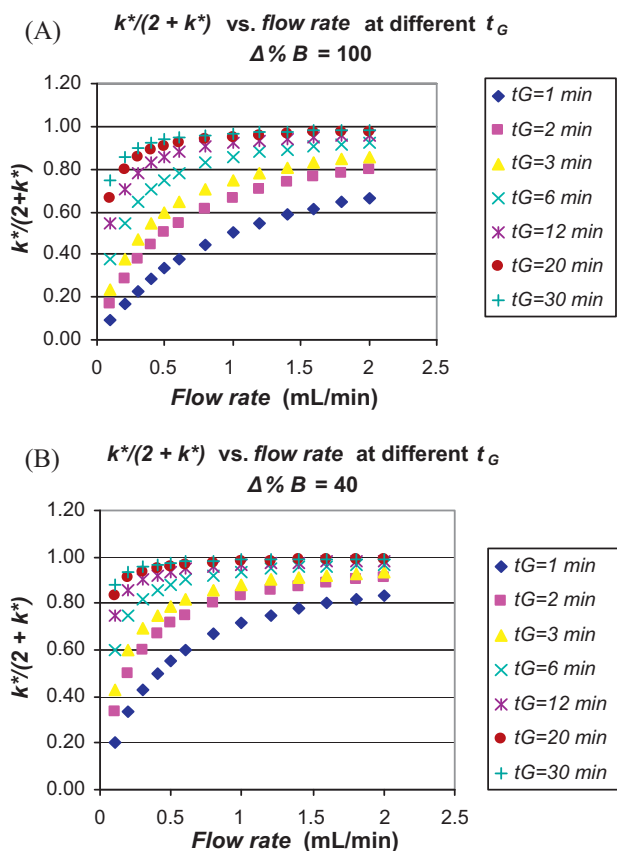 (A)
k*/(2 + k*) vs. flow rate at different t G
Δ% B = 100
1.20
1.00
0.80
0.60
0.40
0.20
0.00
k*/(2+k*)
0 0.5 1 1.5 2 2.5
Flow rate (mL/min)
tG=1 min
tG=2 min
tG=3 min
tG=6 min
tG=12 min
tG=20 min
tG=30 min
(B)
k*/(2 + k*) vs. flow rate at different t G
Δ% B = 40
1.20
1.00
0.80
0.60
0.40
0.20
0.00
k*/(2 + k*)
0 0.5 1 1.5 2 2.5
Flow rate (mL/min)
tG=1 min
tG=2 min
tG=3 min
tG=6 min
tG=12 min
tG=20 min
tG=30 min